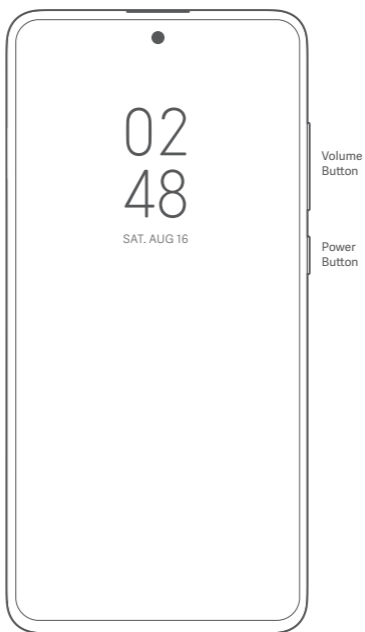 02
48
SAT. AUG 16
Volume
Button
Power
Button